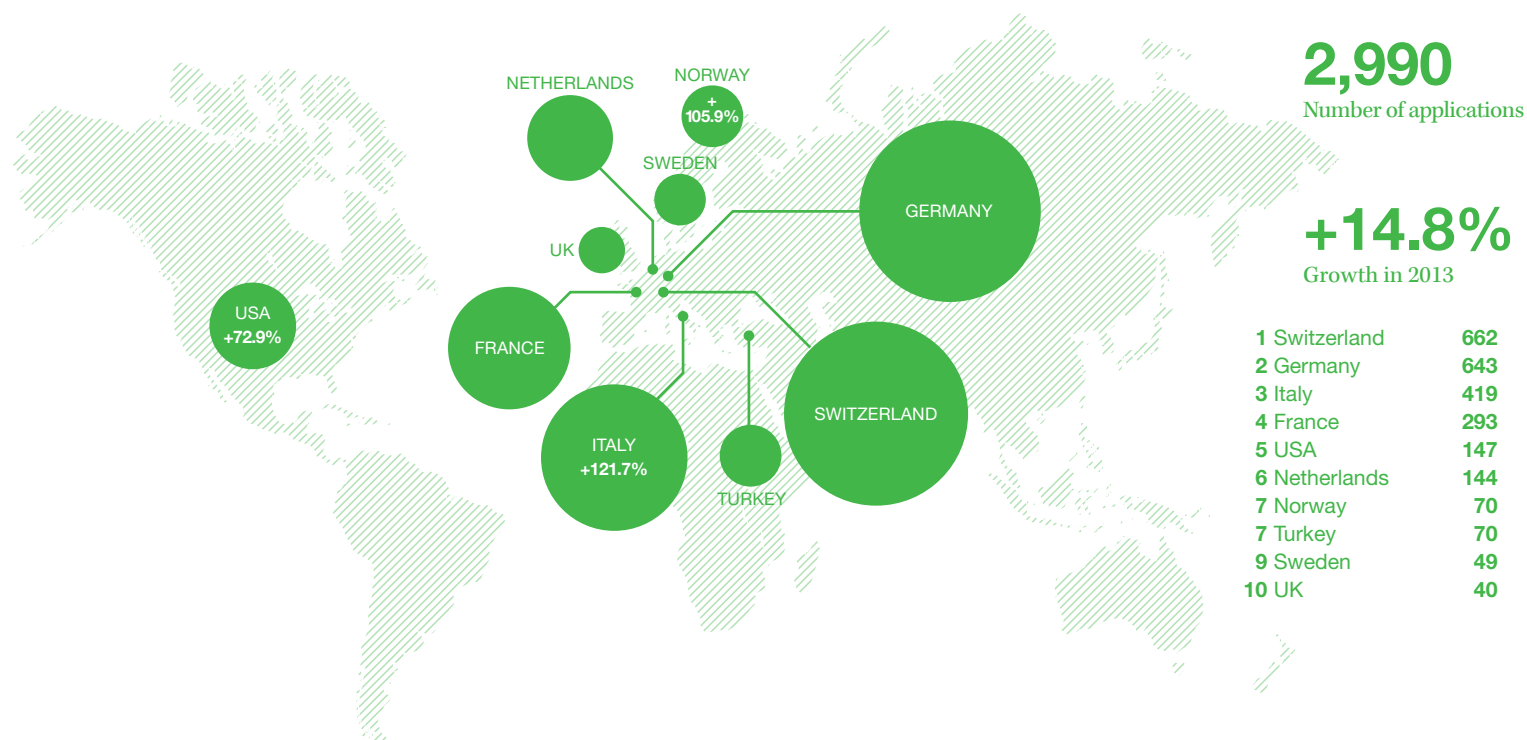 NETHERLANDS
NORWAY
+
105.9%
SWEDEN
GERMANY
UK
USA
+72.9%
FRANCE
SWITZERLAND
ITALY
+121.7%
TURKEY
2,990
Number of applications
+14.8%
Growth in 2013
1 Switzerland 662
2 Germany 643
3 Italy 419
4 France 293
5 USA 147
6 Netherlands 144
7 Norway 70
7 Turkey 70
9 Sweden 49
10 UK 40